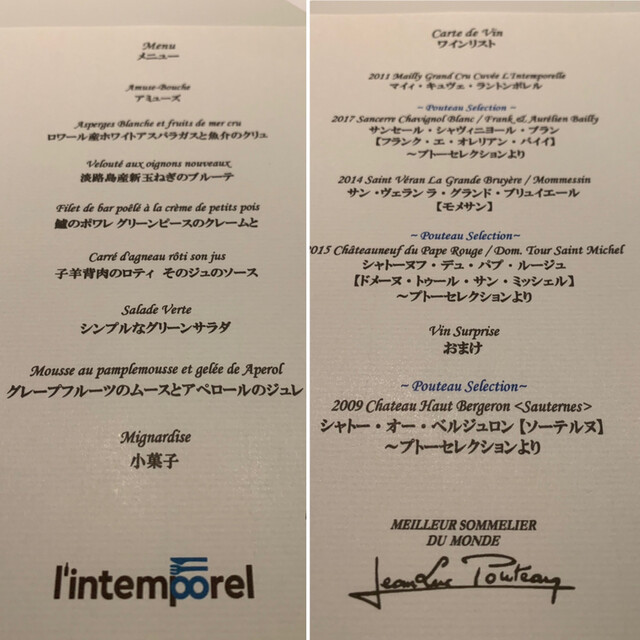 Menu
メニュー
Amuse-Bouche
アミューズ
Asperges Blanche et fruits de mer cru
ロワール産ホワイトアスパラガスと魚介のクリュ
Velouté aux oignons nouveaux
淡路島産新玉ねぎのブルーテ
Filet de bar poêlé à la crème de petits pois
鱸のポワレ グリーンピースのクレームと
Carré d'agneau rôti son jus
子羊背肉のロティ そのジュのソース
Salade Verte
シンプルなグリーンサラダ
Mousse au pamplemousse et gelée de Aperol
グレープフルーツのムースとアペロールのジュレ
Mignardise
小菓子
l'intemporel
Carte de Vin
ワインリスト
2011 Mailly Grand Cru Cuvée L'Intemporelle
マイィ・キュヴェ・ラントンポレル
~ Pouteau Selection ~
2017 Sancerre Chavignol Blanc / Frank & Aurélien Bailly
サンセール・シャヴィニヨール・ブラン
【フランク・エ・オレリアン・バイイ】
～プトーセレクションより
2014 Saint Véran La Grande Bruyère / Mommessin
サン・ヴェラン ラ・グランド・ブリュイエール
【モメサン】
~ Pouteau Selection~
2015 Châteauneuf du Pape Rouge / Dom. Tour Saint Michel
シャトーヌフ・デュ・パプ・ルージュ
【ドメーヌ・トゥール・サン・ミッシェル】
～プトーセレクションより
Vin Surprise
おまけ
~ Pouteau Selection~
2009 Chateau Haut Bergeron <Sauternes>
シャトー・オー・ベルジュロン【ソーテルヌ】
～プトーセレクションより
MEILLEUR SOMMELIER
DU MONDE
Jean Luc Pouteau